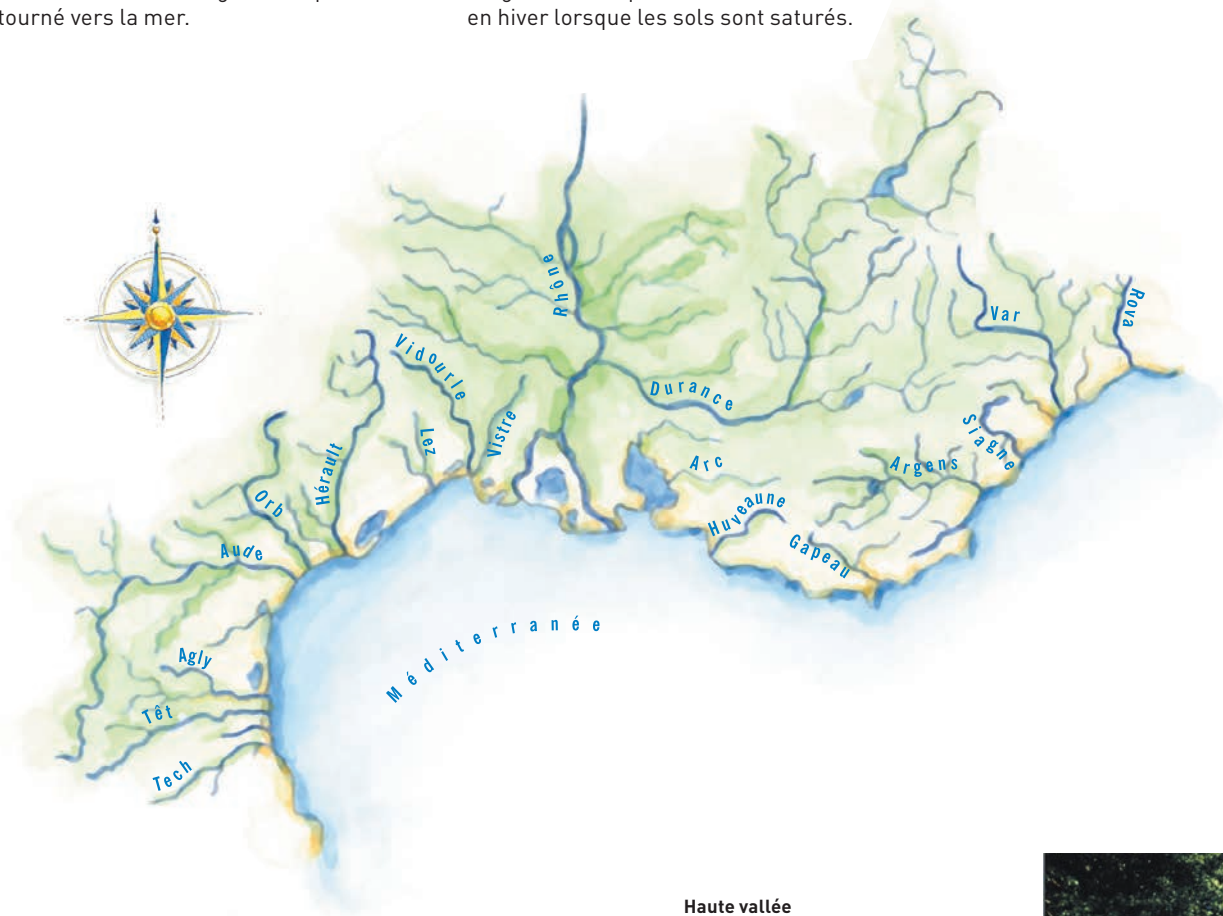 tourné vers la mer.
en hiver lorsque les sols sont saturés.
Rhône
Var
Roya
Vidourle
Durance
Vistre
Lez
Siagne
Hérault
Arc
Argens
Orb
Huveaune
Gapeau
Aude
Méditerranée
Agly
Têt
Tech
Haute vallée